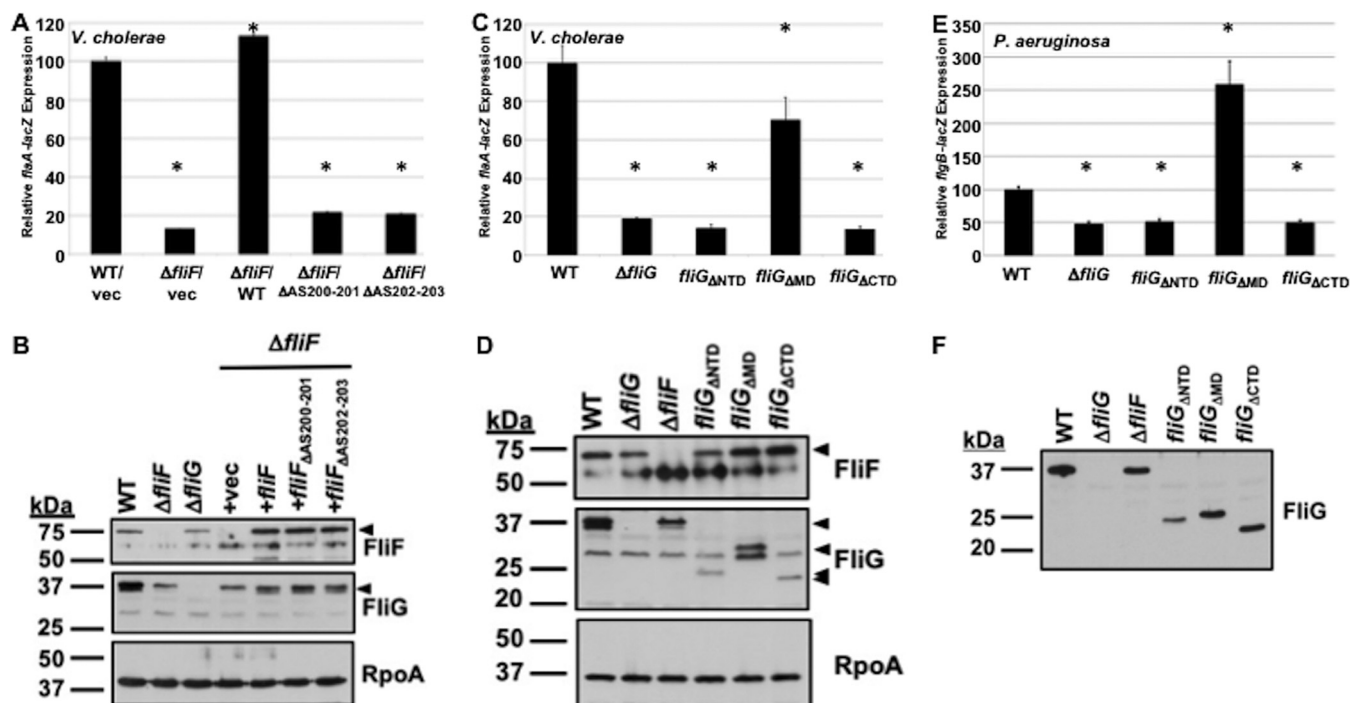 A
V. cholerae
*
Relative flaA-lacZ Expression
120
100
80
60
40
20
0
* * *
WT/vec ΔfliF/vec ΔfliF/WT ΔfliF/ΔAS200-201 ΔfliF/ΔAS202-203
C
V. cholerae
*
Relative flaA-lacZ Expression
120
100
80
60
40
20
0
* * *
WT ΔfliG fliGΔNTD fliGΔMD fliGΔCTD
E
P. aeruginosa
*
Relative flgB-lacZ Expression
350
300
250
200
150
100
50
0
* * *
WT ΔfliG fliGΔNTD fliGΔMD fliGΔCTD
B
ΔfliF
kDa
WT ΔfliF ΔfliG +vec +fliF +fliFΔAS200-201 +fliFΔAS202-203
75
50
FliF
37
25
FliG
50
37
RpoA
D
kDa
WT ΔfliG ΔfliF fliGΔNTD fliGΔMD fliGΔCTD
75
50
FliF
37
25
20
FliG
50
37
RpoA
F
kDa
WT ΔfliG ΔfliF fliGΔNTD fliGΔMD fliGΔCTD
37
25
20
FliG